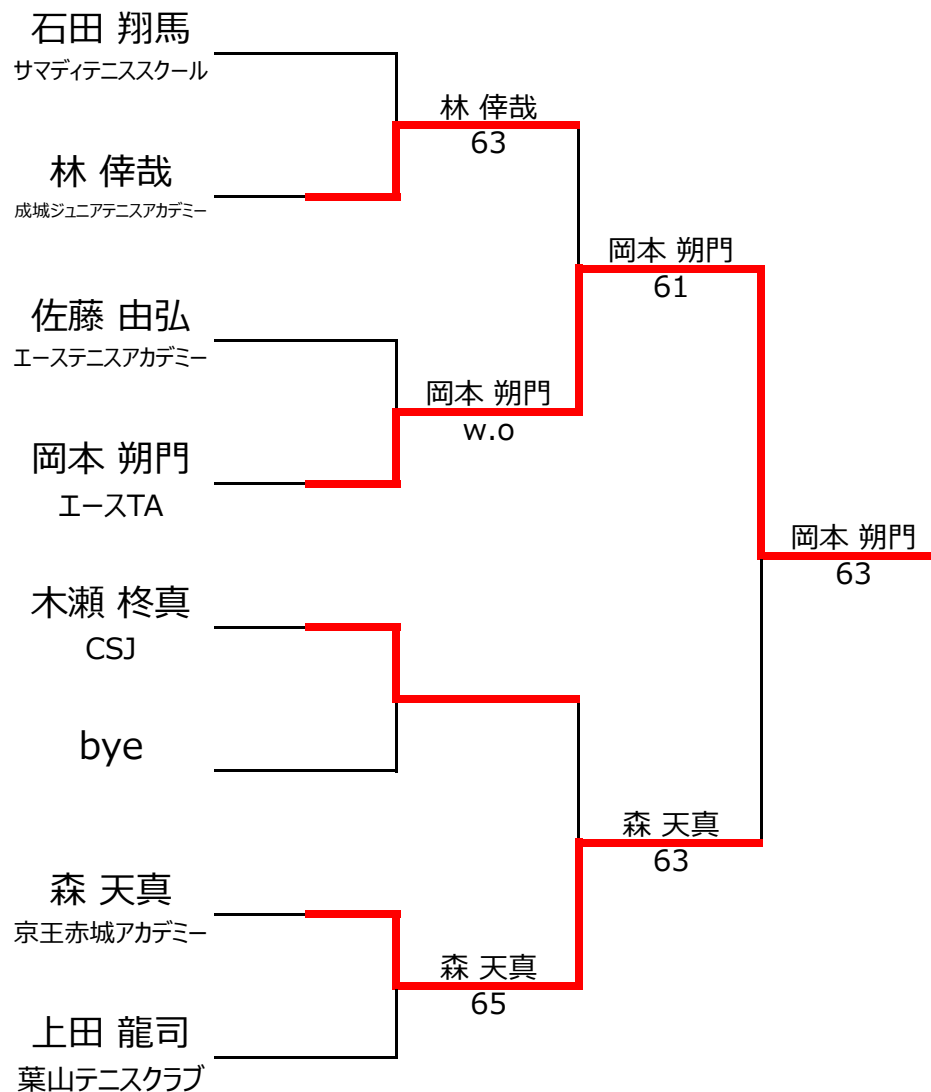 石田 翔馬
サマディテニススクール
林 倖哉
63
林 倖哉
成城ジュニアテニスアカデミー
岡本 朔門
61
佐藤 由弘
エーステニスアカデミー
岡本 朔門
w.o
岡本 朔門
エースTA
岡本 朔門
63
木瀬 柊真
CSJ
bye
森 天真
63
森 天真
京王赤城アカデミー
森 天真
65
上田 龍司
葉山テニスクラブ